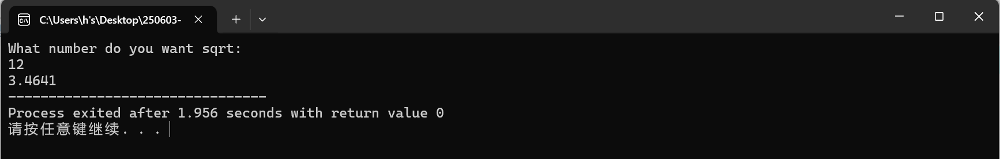 C:\Users\h's\Desktop\250603-
What number do you want sqrt:
12
3.4641
--------------------------------
Process exited after 1.956 seconds with return value 0
请按任意键继续. . .